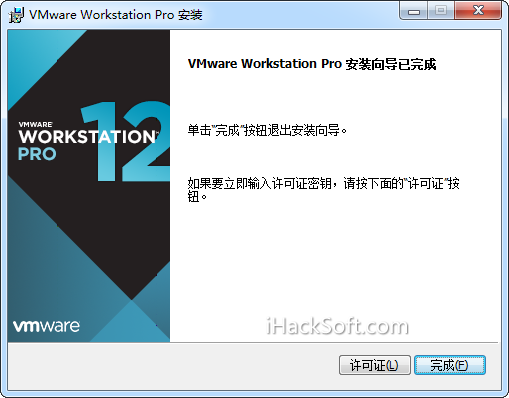 VMware Workstation Pro 安装
VMware Workstation Pro 安装向导已完成
VMWARE
WORKSTATION
PRO 12
单击"完成"按钮退出安装向导。
如果要立即输入许可证密钥，请按下面的"许可证"按
钮。
vmware
iHackSoft.com
许可证(L)
完成(F)